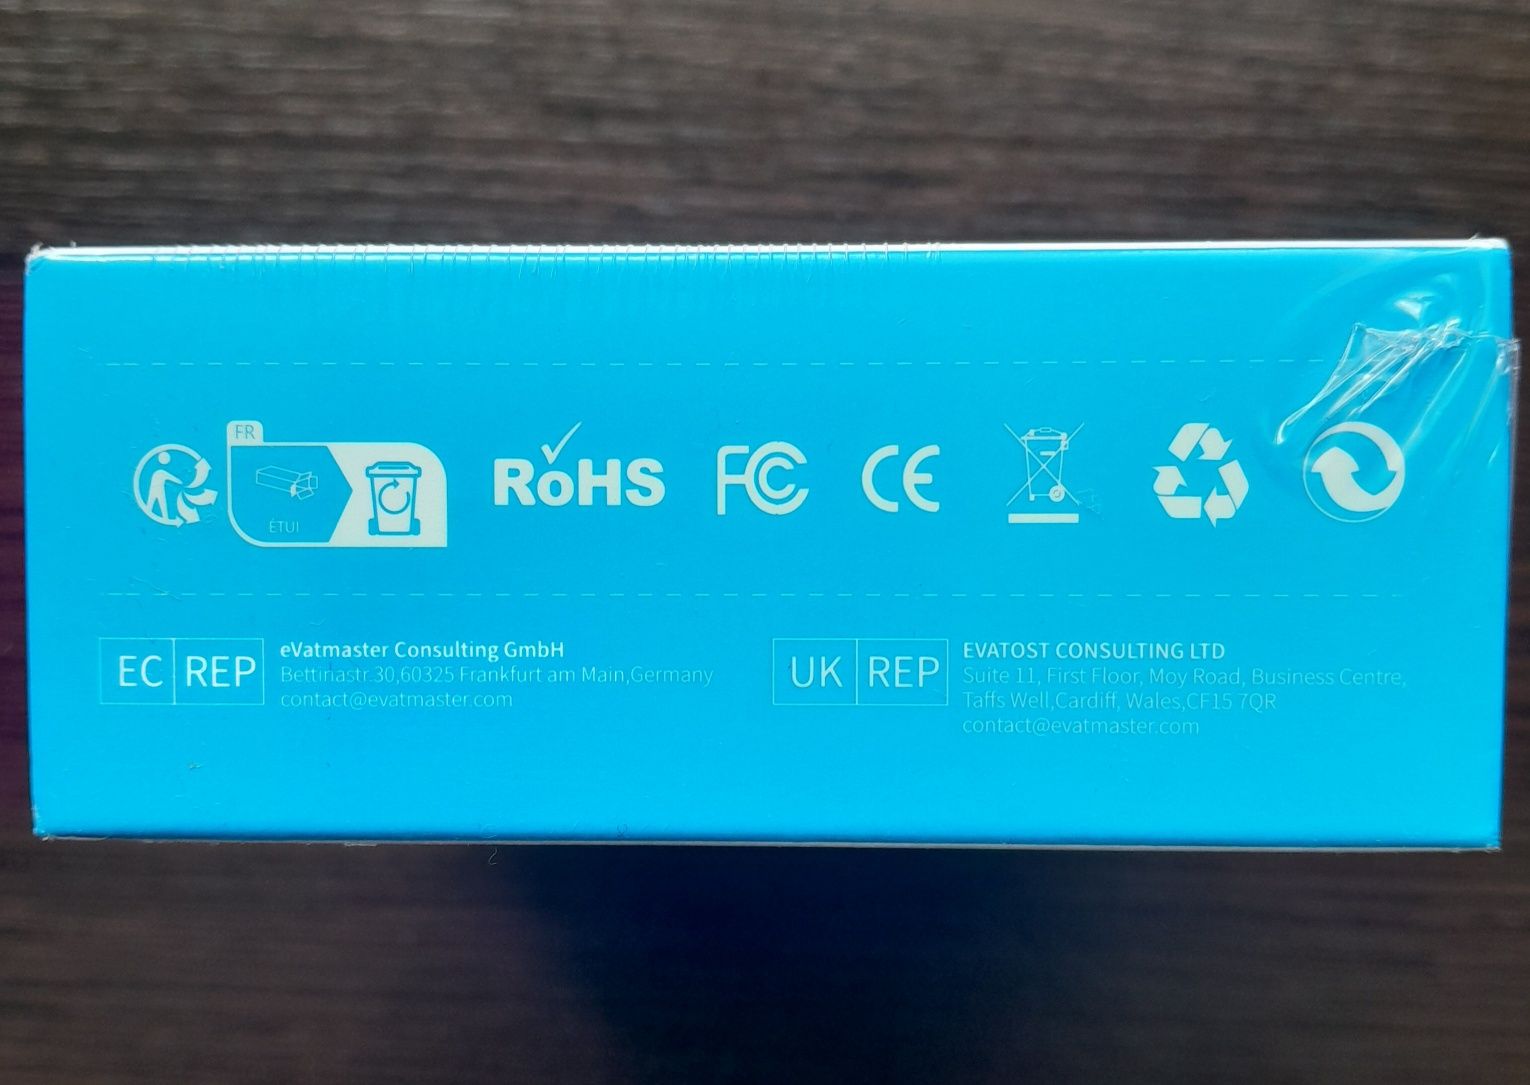 FR
ÉTUI
RoHS
FC
CE
EC REP
eVatmaster Consulting GmbH
Bettinastr.30,60325 Frankfurt am Main,Germany
contact@evatmaster.com
UK REP
EVATOST CONSULTING LTD
Suite 11, First Floor, Moy Road, Business Centre,
Taffs Well,Cardiff, Wales,CF15 7QR
contact@evatmaster.com